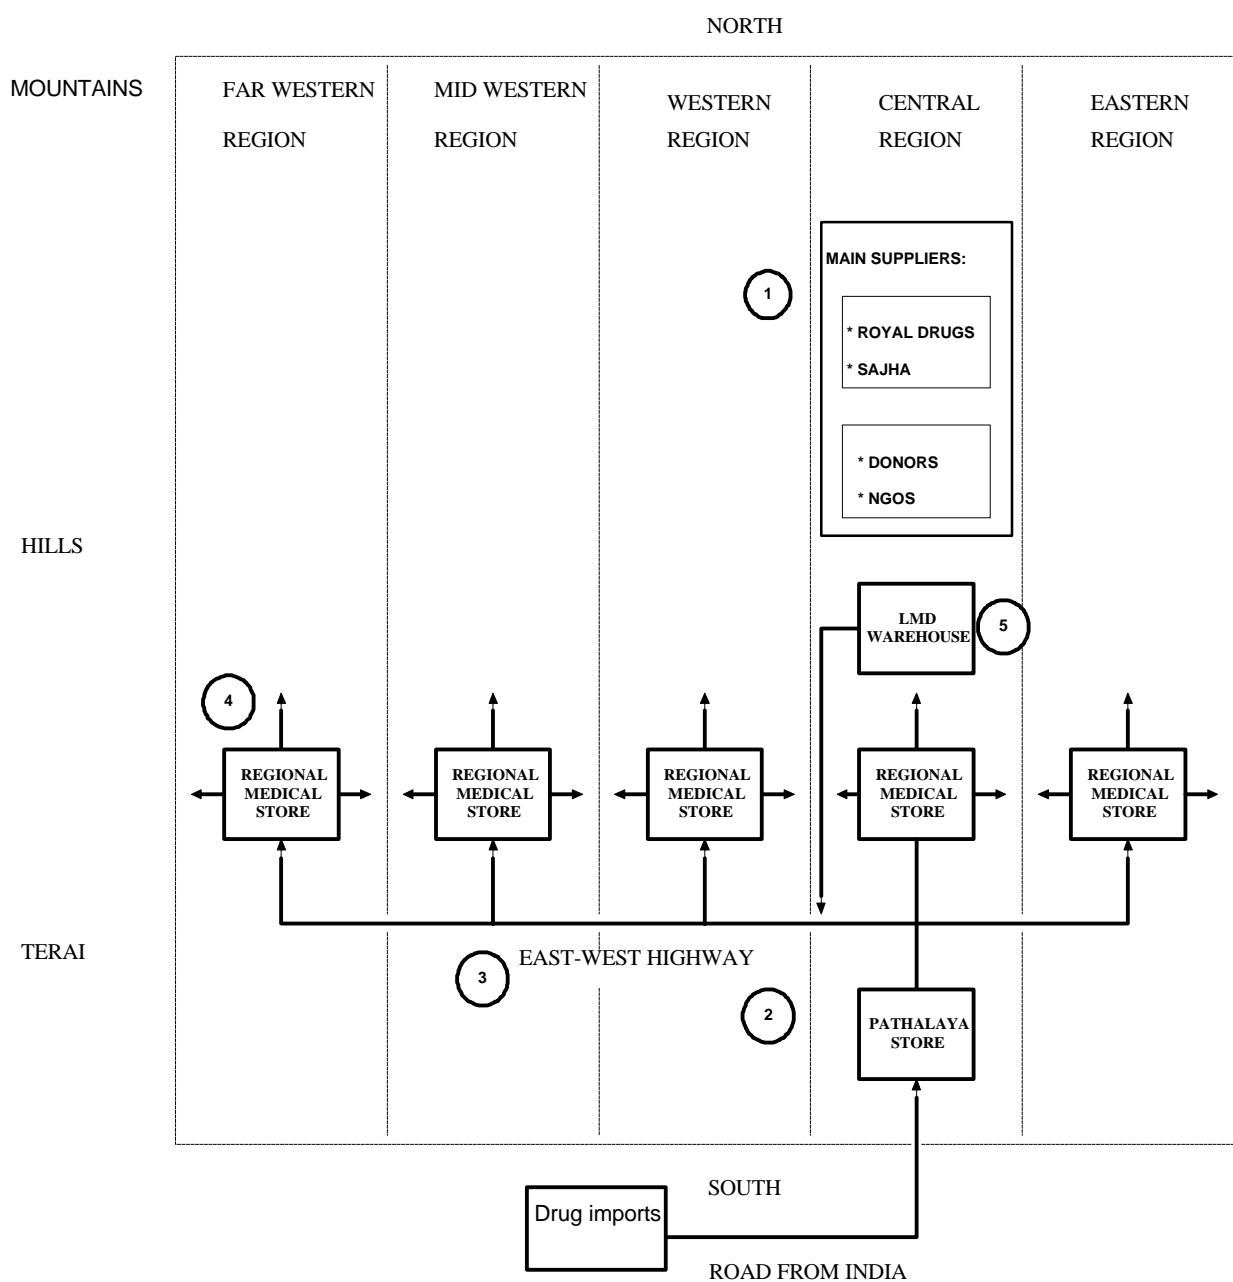 NORTH
MOUNTAINS
FAR WESTERN
REGION
MID WESTERN
REGION
WESTERN
REGION
CENTRAL
REGION
EASTERN
REGION
MAIN SUPPLIERS:
1
* ROYAL DRUGS
* SAJHA
* DONORS
* NGOS
HILLS
LMD
WAREHOUSE
5
4
REGIONAL
MEDICAL
STORE
REGIONAL
MEDICAL
STORE
REGIONAL
MEDICAL
STORE
REGIONAL
MEDICAL
STORE
REGIONAL
MEDICAL
STORE
TERAI
EAST-WEST HIGHWAY
3
2
PATHALAYA
STORE
SOUTH
Drug imports
ROAD FROM INDIA